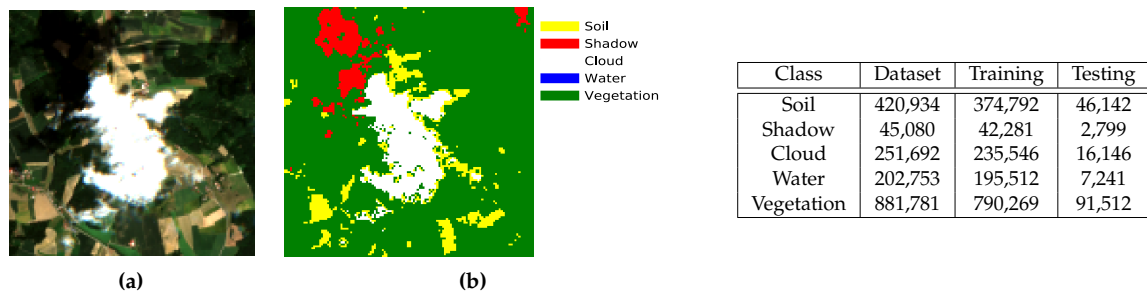 Soil
Shadow
Cloud
Water
Vegetation
(a)
(b)
Class Dataset Training Testing
Soil 420,934 374,792 46,142
Shadow 45,080 42,281 2,799
Cloud 251,692 235,546 16,146
Water 202,753 195,512 7,241
Vegetation 881,781 790,269 91,512